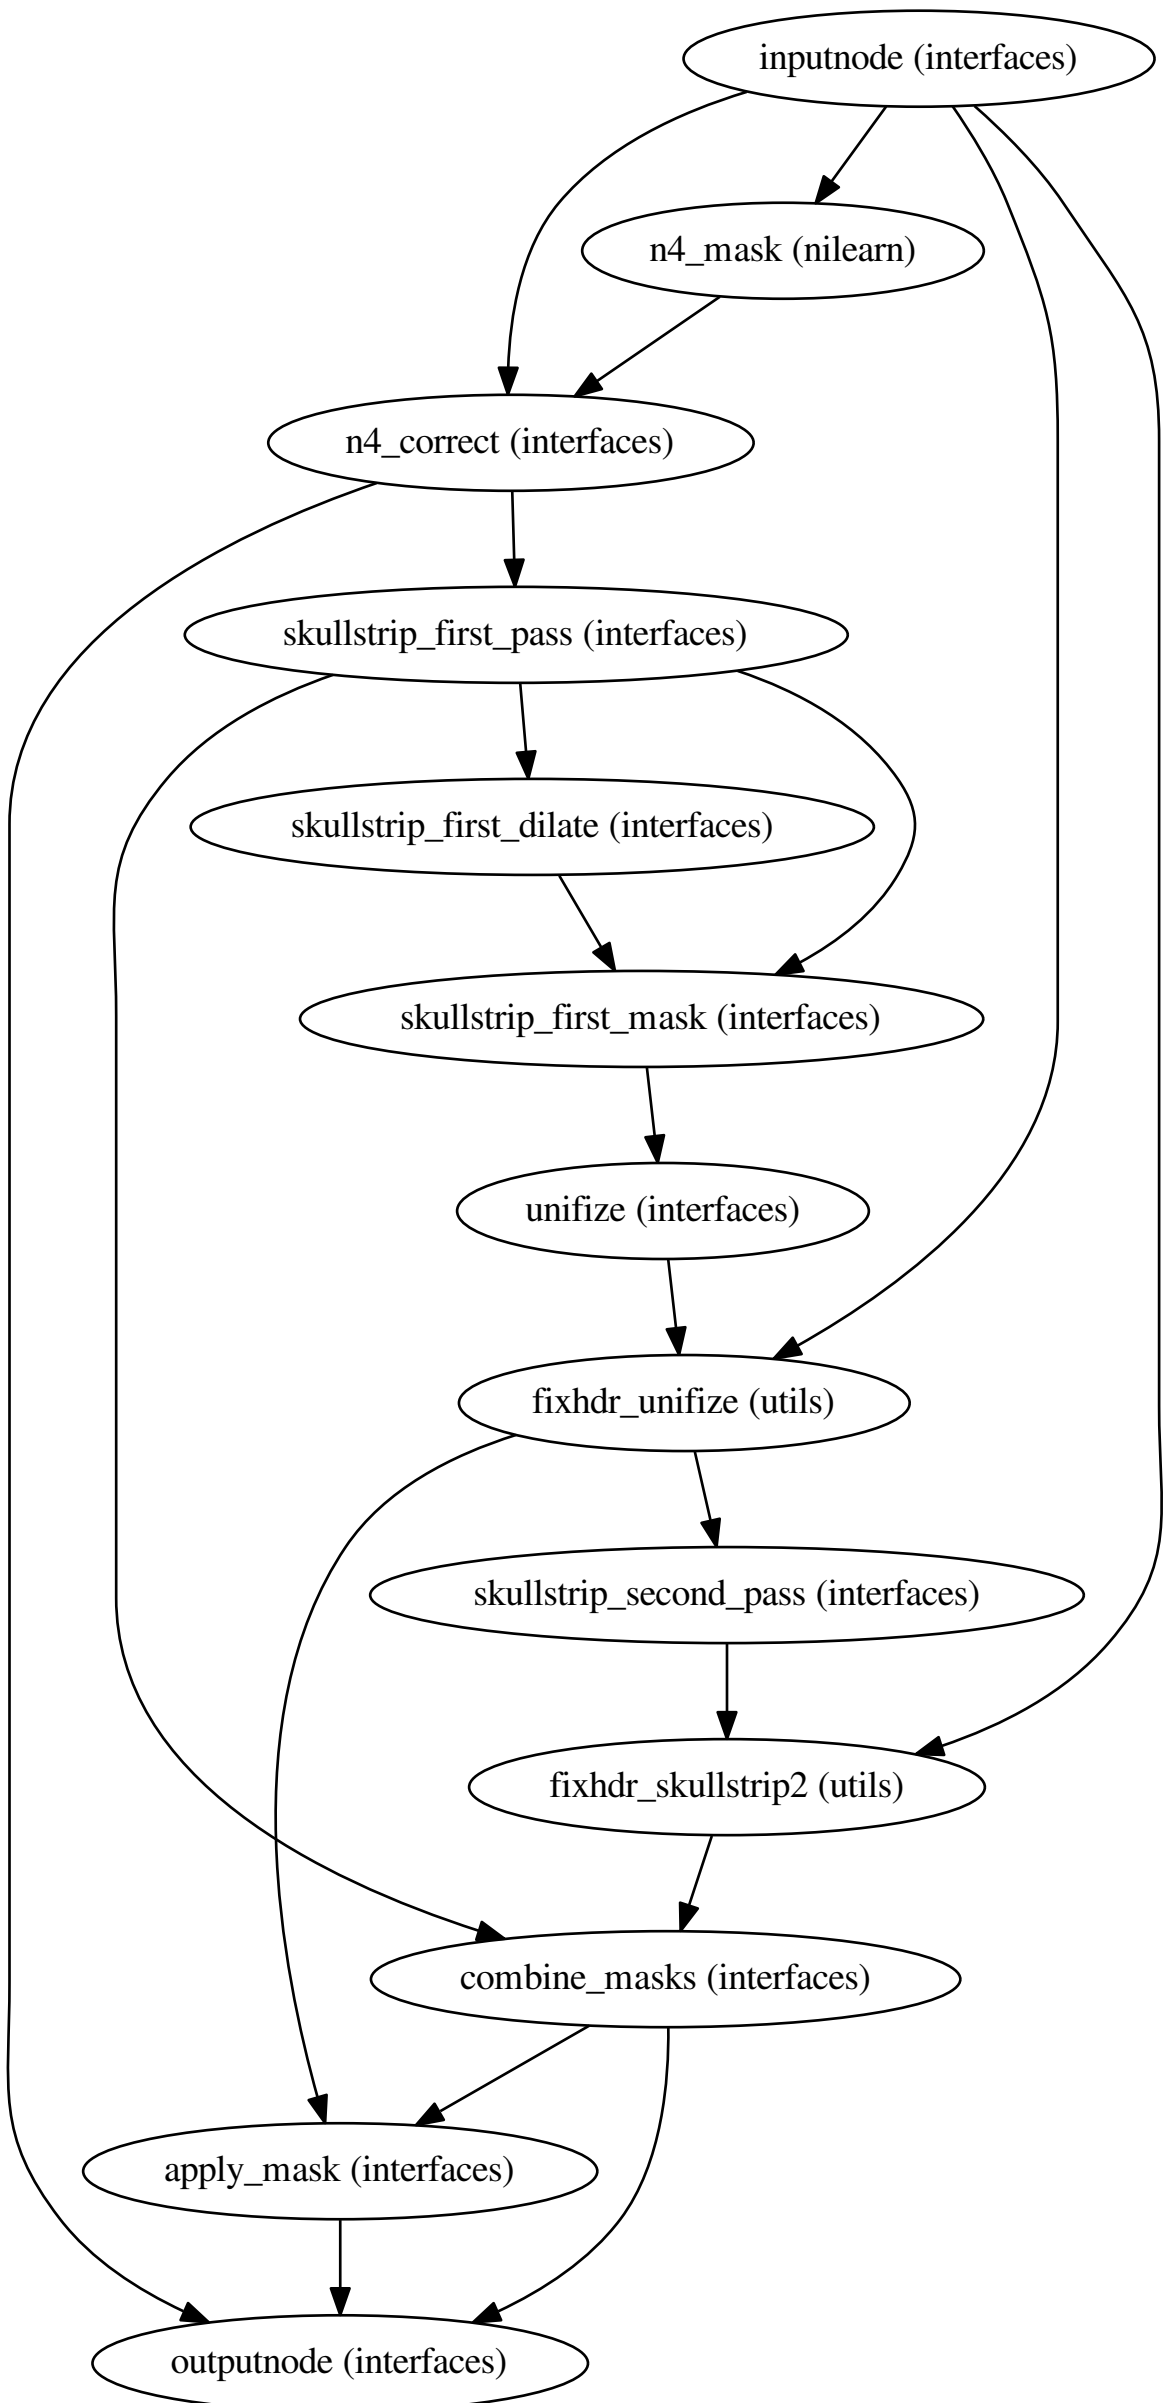 inputnode (interfaces)
n4_mask (nilearn)
n4_correct (interfaces)
skullstrip_first_pass (interfaces)
skullstrip_first_dilate (interfaces)
skullstrip_first_mask (interfaces)
unifize (interfaces)
fixhdr_unifize (utils)
skullstrip_second_pass (interfaces)
fixhdr_skullstrip2 (utils)
combine_masks (interfaces)
apply_mask (interfaces)
outputnode (interfaces)